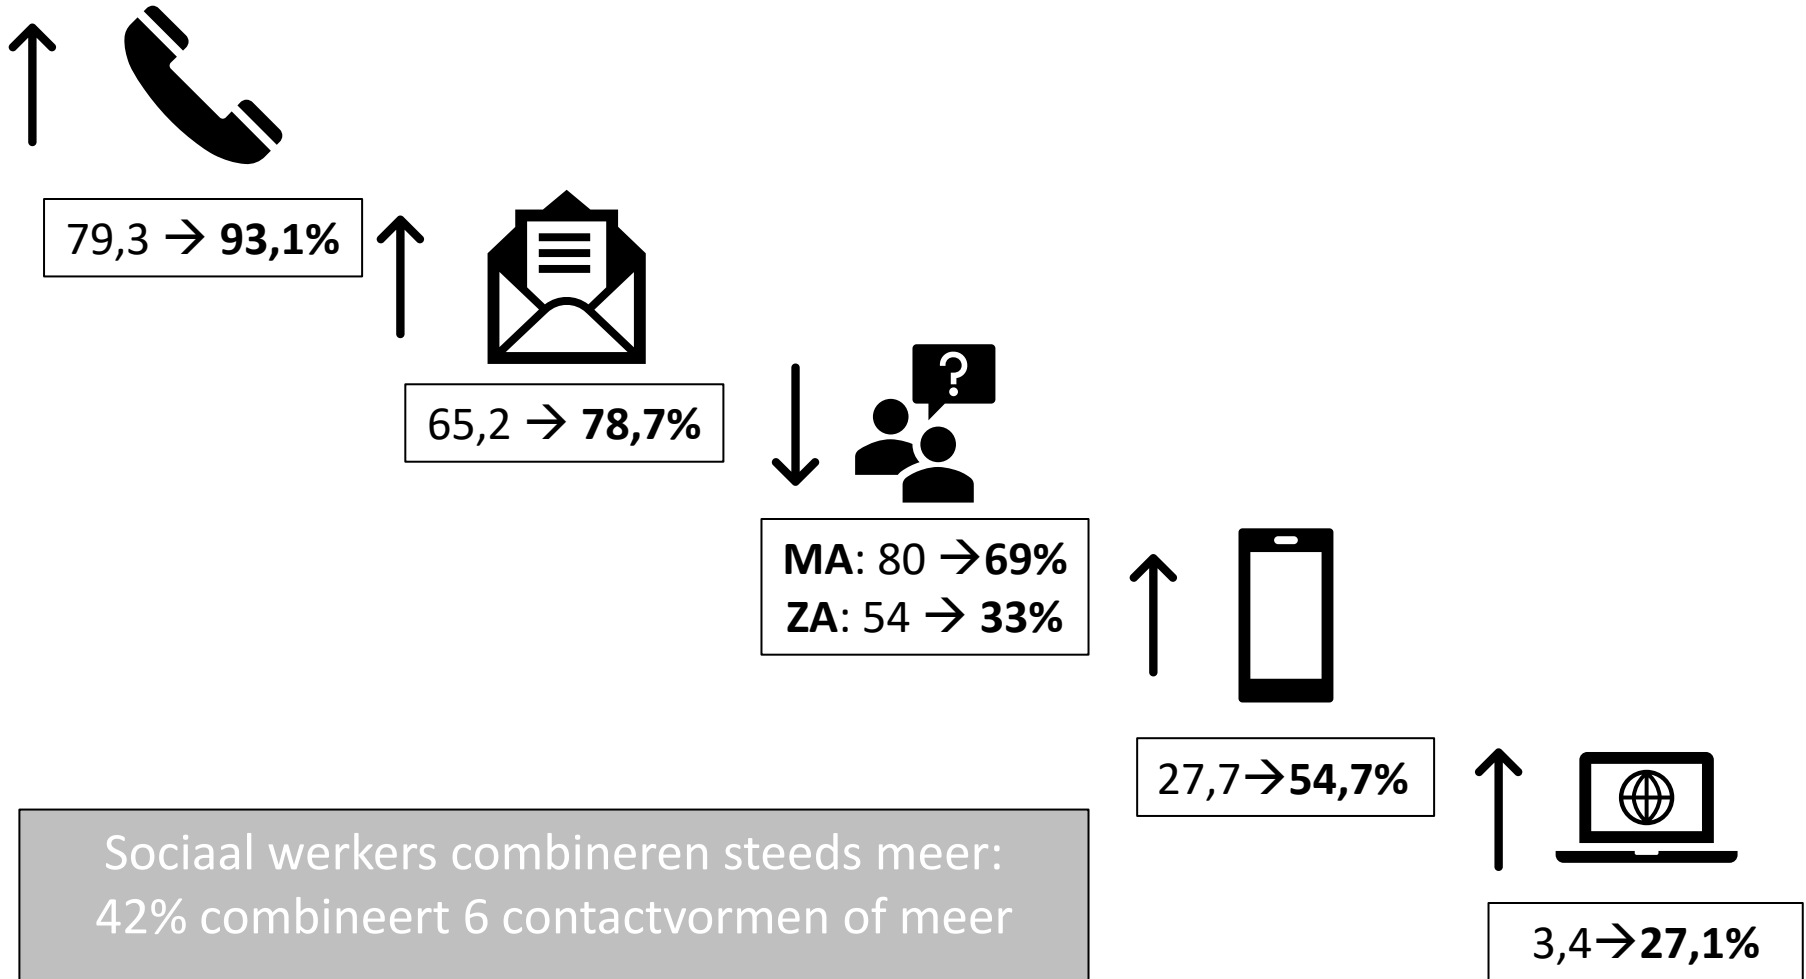 79,3 → 93,1%
65,2 → 78,7%
?
MA: 80 →69%
ZA: 54 → 33%
27,7→54,7%
Sociaal werkers combineren steeds meer:
42% combineert 6 contactvormen of meer
3,4→27,1%